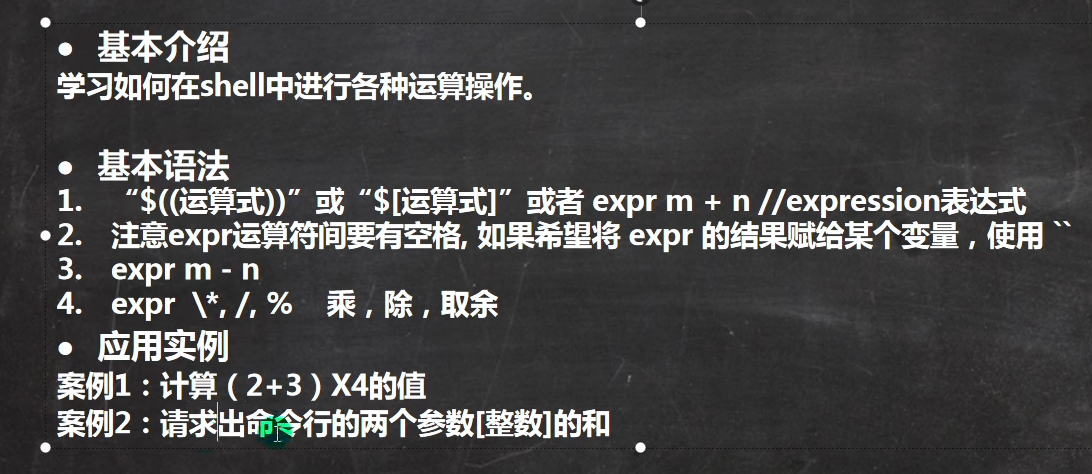 ● 基本介绍
学习如何在shell中进行各种运算操作。
● 基本语法
1. “$((运算式))”或“$[运算式]”或者 expr m + n //expression表达式
2. 注意expr运算符间要有空格, 如果希望将 expr 的结果赋给某个变量，使用 ``
3. expr m - n
4. expr \*, /, % 乘，除，取余
● 应用实例
案例1：计算（2+3）X4的值
案例2：请求出命令行的两个参数[整数]的和